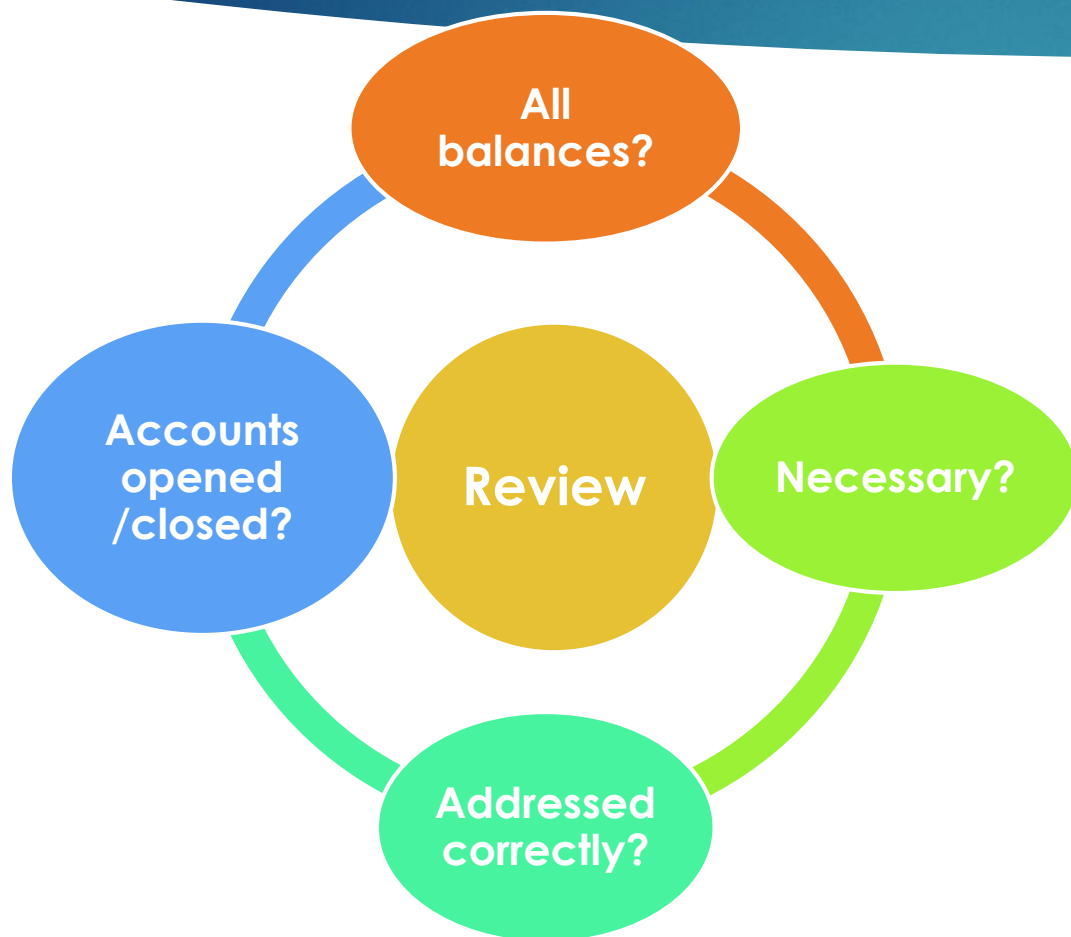 All
balances?
Accounts
opened
/closed?
Review
Necessary?
Addressed
correctly?